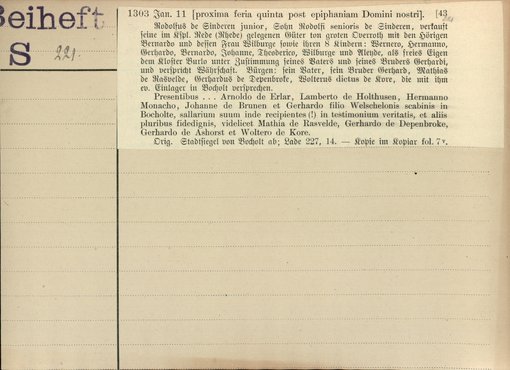 Beiheft
S 221.
1303 Jan. 11 [proxima feria quinta post epiphaniam Domini nostri]. [43
Rodolfus de Sinderen junior, Sohn Rodolfi senioris de Sinderen, verkauft
seine im Kspl. Rede (Rhede) gelegenen Güter ton groten Overroth mit den Hörigen
Bernardo und dessen Frau Wilburge sowie ihren 8 Kindern: Wernero, Hermanno,
Gerhardo, Bernardo, Johanne, Theoderico, Wilburge und Aleyde, als freies Eigen
dem Kloster Burlo unter Zustimmung seines Vaters und seines Bruders Gerhardi,
und verspricht Währschaft. Bürgen: sein Vater, sein Bruder Gerhard, Mathias
de Rasvelde, Gerhardus de Depenbroke, Wolterus dictus de Kore, die mit ihm
ev. Einlager in Bocholt versprechen.
Presentibus . . . Arnoldo de Erlar, Lamberto de Holthusen, Hermanno
Monacho, Johanne de Brunen et Gerhardo filio Welschelonis scabinis in
Bocholte, sallarium suum inde recipientes (!) in testimonium veritatis, et aliis
pluribus fidedignis, videlicet Mathia de Rasvelde, Gerhardo de Depenbroke,
Gerhardo de Ashorst et Woltero de Kore.
Orig. Stadtsiegel von Bocholt ab; Lade 227, 14. — Kopie im Kopiar fol. 7v.